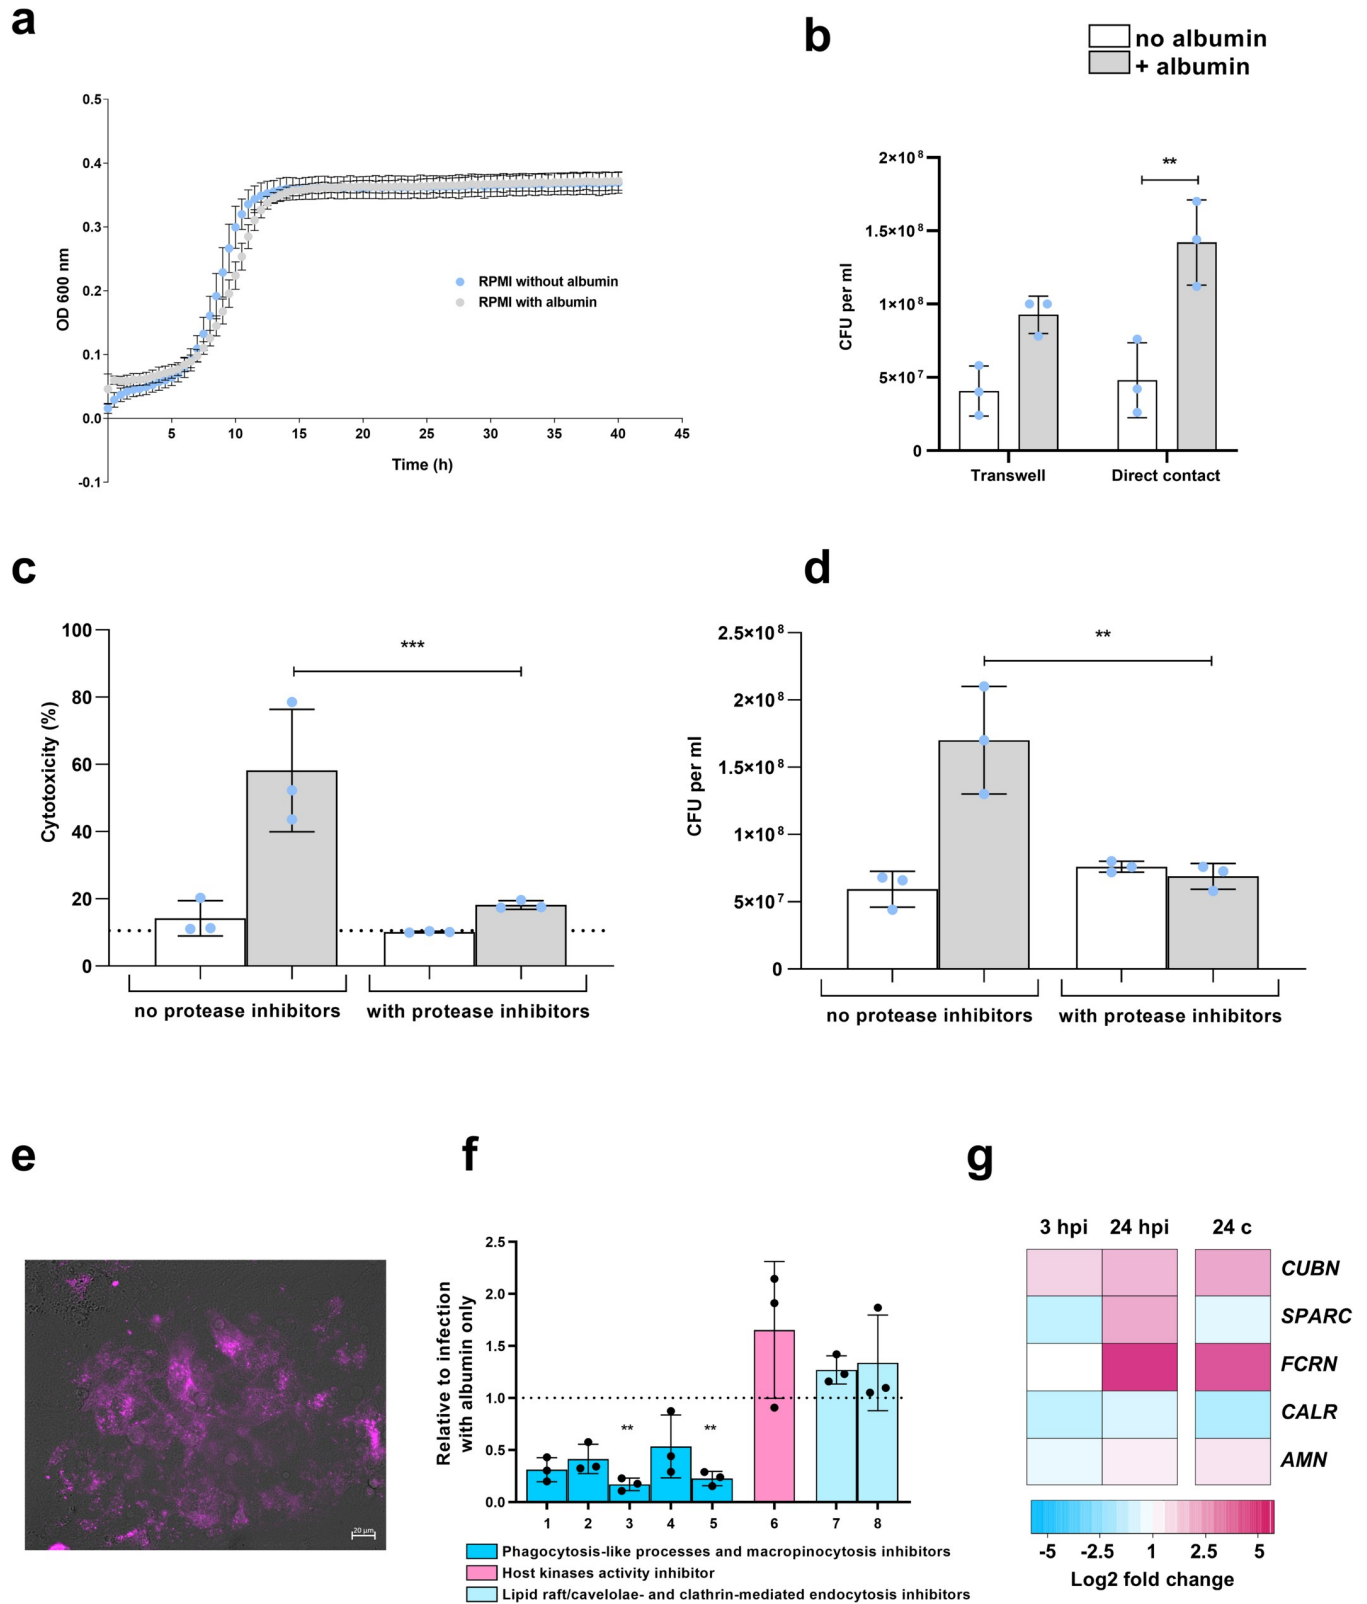 a
0.5
0.4
0.3
0.2
0.1
0.0
-0.1
OD 600 nm
5 10 15 20 25 30 35 40 45
Time (h)
RPMI without albumin
RPMI with albumin
b
no albumin
+ albumin
2×10⁸
1.5×10⁸
1×10⁸
5×10⁷
0
CFU per ml
**
Transwell Direct contact
c
100
80
60
40
20
0
Cytotoxicity (%)
***
no protease inhibitors with protease inhibitors
d
2.5×10⁸
2×10⁸
1.5×10⁸
1×10⁸
5×10⁷
0
CFU per ml
**
no protease inhibitors with protease inhibitors
e
20 µm
f
2.5
2.0
1.5
1.0
0.5
0.0
Relative to infection
with albumin only
** **
1 2 3 4 5 6 7 8
Phagocytosis-like processes and macropinocytosis inhibitors
Host kinases activity inhibitor
Lipid raft/cavelolae- and clathrin-mediated endocytosis inhibitors
g
3 hpi 24 hpi 24 c
CUBN
SPARC
FCRN
CALR
AMN
-5 -2.5 1 2.5 5
Log2 fold change